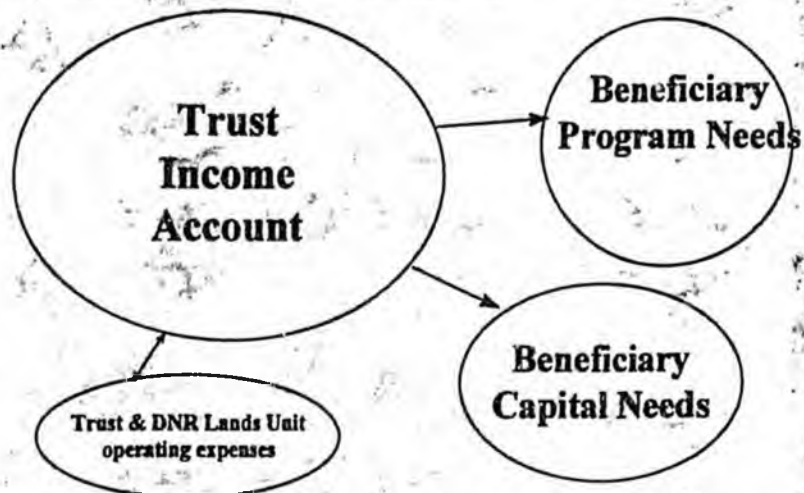 Trust
Income
Account
Beneficiary
Program Needs
Beneficiary
Capital Needs
Trust & DNR Lands Unit
operating expenses